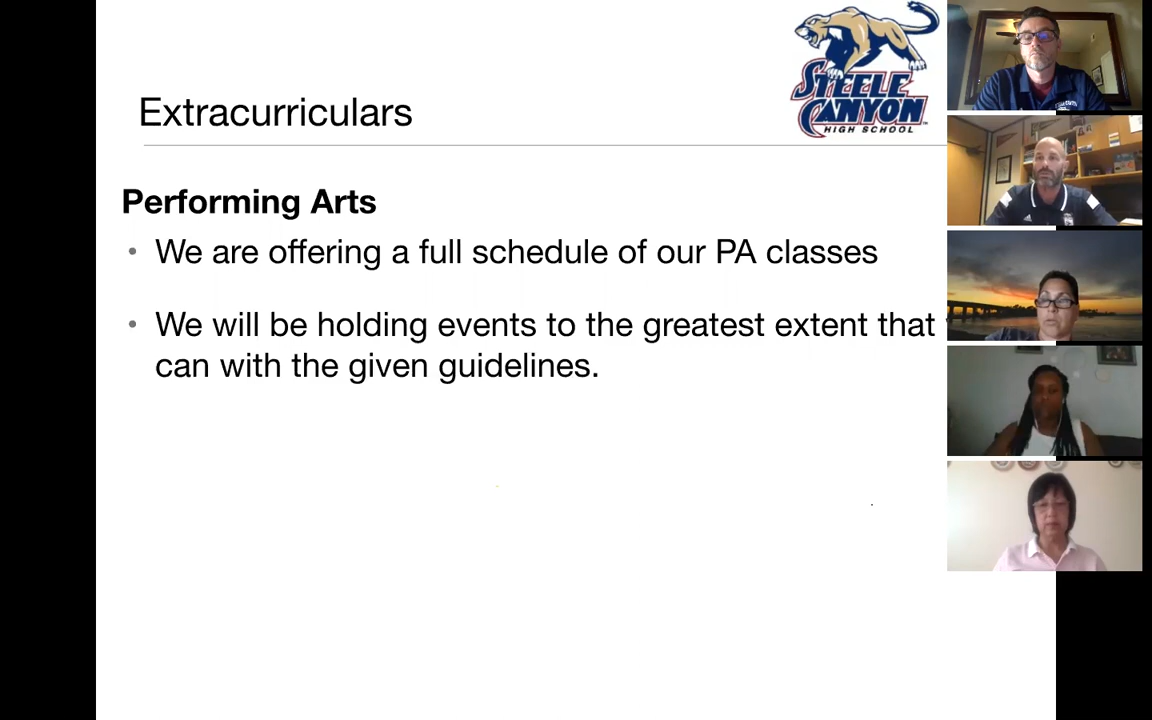 STEELE
CANYON
HIGH SCHOOL
Extracurriculars
Performing Arts
• We are offering a full schedule of our PA classes
• We will be holding events to the greatest extent that
can with the given guidelines.